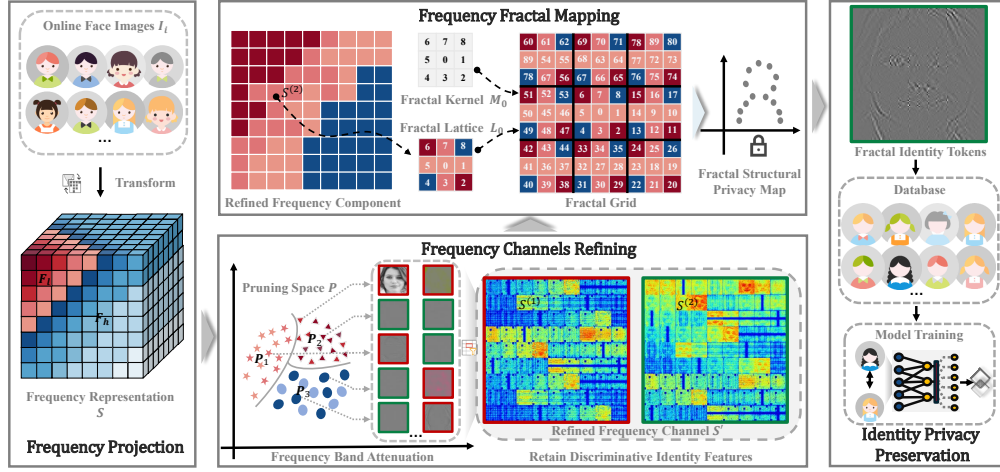 Online Face Images I_i
...
Transform
F_l
F_h
Frequency Representation
S
Frequency Projection
Frequency Fractal Mapping
S^(2)
Refined Frequency Component
6 7 8
5 0 1
4 3 2
Fractal Kernel M_0
Fractal Lattice L_0
6 7 8
5 0 1
4 3 2
60 61 62 69 70 71 78 79 80
89 54 55 68 63 64 77 72 73
78 57 56 67 66 65 76 75 74
51 52 53 6 7 8 15 16 17
50 45 46 5 0 1 14 9 10
49 48 47 4 3 2 13 12 11
42 43 44 33 34 35 24 25 26
41 36 37 32 27 28 23 18 19
40 39 38 31 30 29 22 21 20
Fractal Grid
Fractal Structural
Privacy Map
Frequency Channels Refining
Pruning Space P
P_1
P_2
P_3
...
Frequency Band Attenuation
S^(1)
S^(2)
Refined Frequency Channel S'
Retain Discriminative Identity Features
Fractal Identity Tokens
Database
...
Model Training
Identity Privacy
Preservation